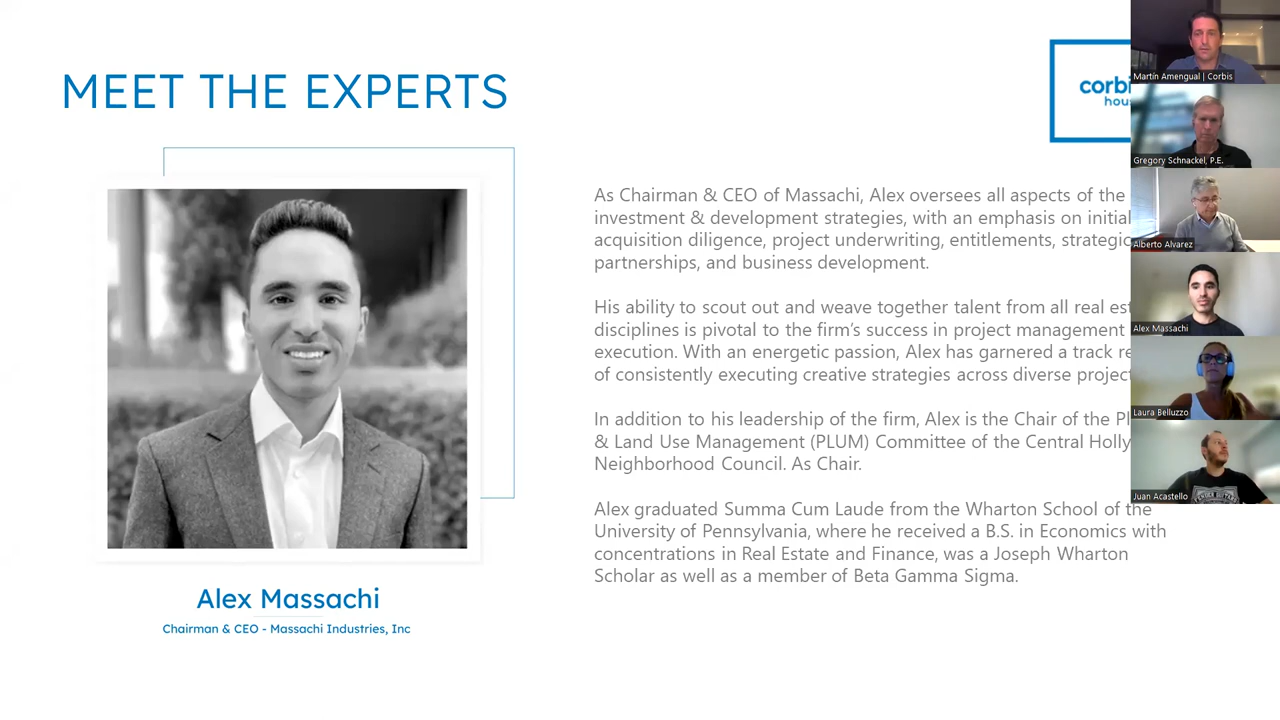 MEET THE EXPERTS
corbi
hou
As Chairman & CEO of Massachi, Alex oversees all aspects of the
investment & development strategies, with an emphasis on initial
acquisition diligence, project underwriting, entitlements, strategic
partnerships, and business development.
His ability to scout out and weave together talent from all real est
disciplines is pivotal to the firm's success in project management
execution. With an energetic passion, Alex has garnered a track re
of consistently executing creative strategies across diverse project
In addition to his leadership of the firm, Alex is the Chair of the Pl
& Land Use Management (PLUM) Committee of the Central Holly
Neighborhood Council. As Chair.
Alex graduated Summa Cum Laude from the Wharton School of the
University of Pennsylvania, where he received a B.S. in Economics with
concentrations in Real Estate and Finance, was a Joseph Wharton
Scholar as well as a member of Beta Gamma Sigma.
Alex Massachi
Chairman & CEO - Massachi Industries, Inc
Martín Amengual | Corbis
Gregory Schnackel, P.E.
Alberto Alvarez
Alex Massachi
Laura Belluzzo
Juan Acastello